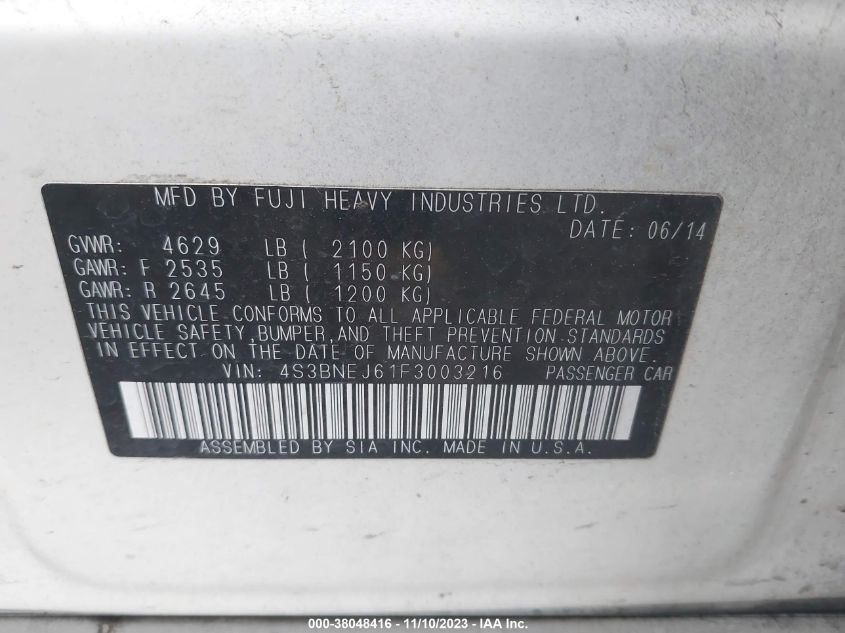 MFD BY FUJI HEAVY INDUSTRIES LTD.
DATE: 06/14
GVWR: 4629 LB ( 2100 KG)
GAWR: F 2535 LB ( 1150 KG)
GAWR: R 2645 LB ( 1200 KG)
THIS VEHICLE CONFORMS TO ALL APPLICABLE FEDERAL MOTOR
VEHICLE SAFETY,BUMPER,AND THEFT PREVENTION STANDARDS
IN EFFECT ON THE DATE OF MANUFACTURE SHOWN ABOVE.
VIN: 4S3BNEJ61F3003216 PASSENGER CAR
ASSEMBLED BY SIA INC. MADE IN U.S.A.
000-38048416 - 11/10/2023 - IAA Inc.